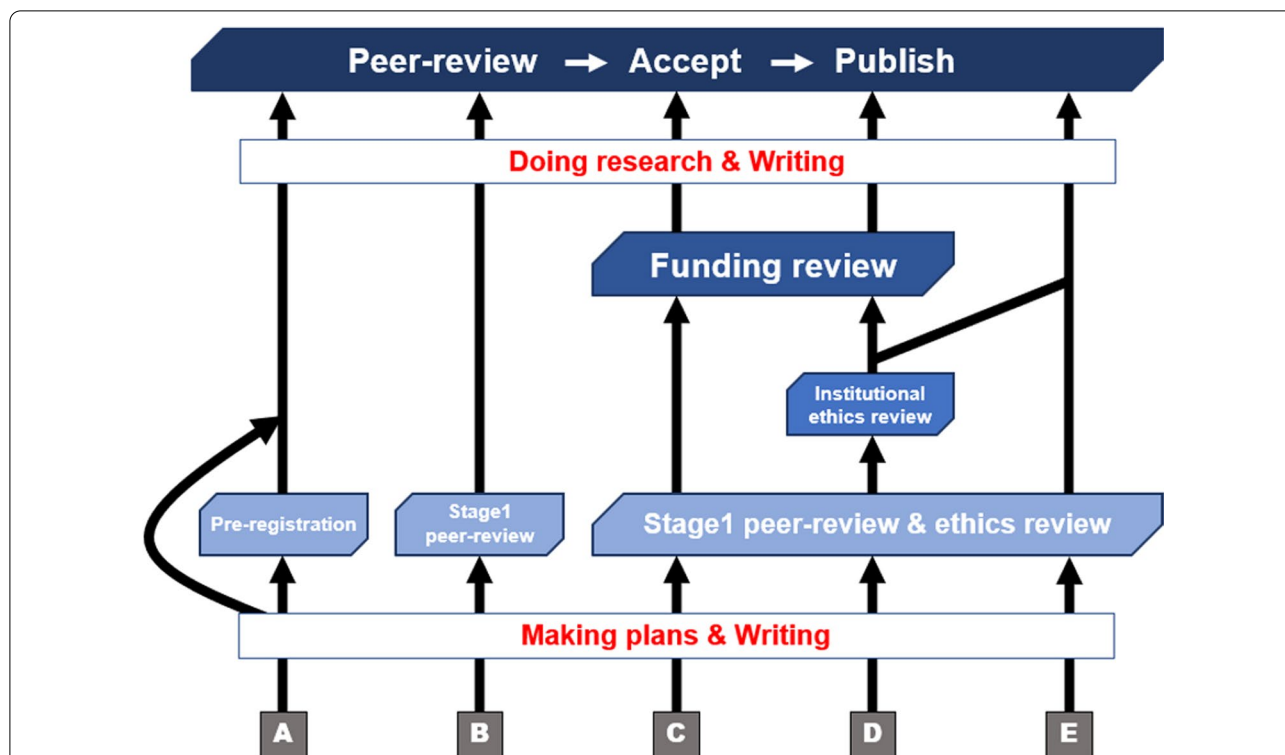 Peer-review → Accept → Publish
Doing research & Writing
Funding review
Institutional
ethics review
Pre-registration
Stage1
peer-review
Stage1 peer-review & ethics review
Making plans & Writing
A B C D E